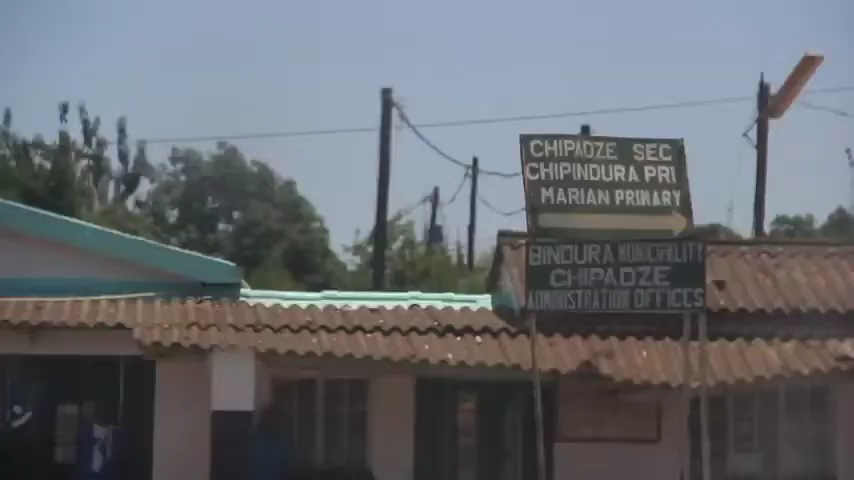 CHIPADZE SEC
CHIPINDURA PRI
MARIAN PRIMARY
BINDURA MUNICIPALITY
CHIPADZE
ADMINISTRATION OFFICES